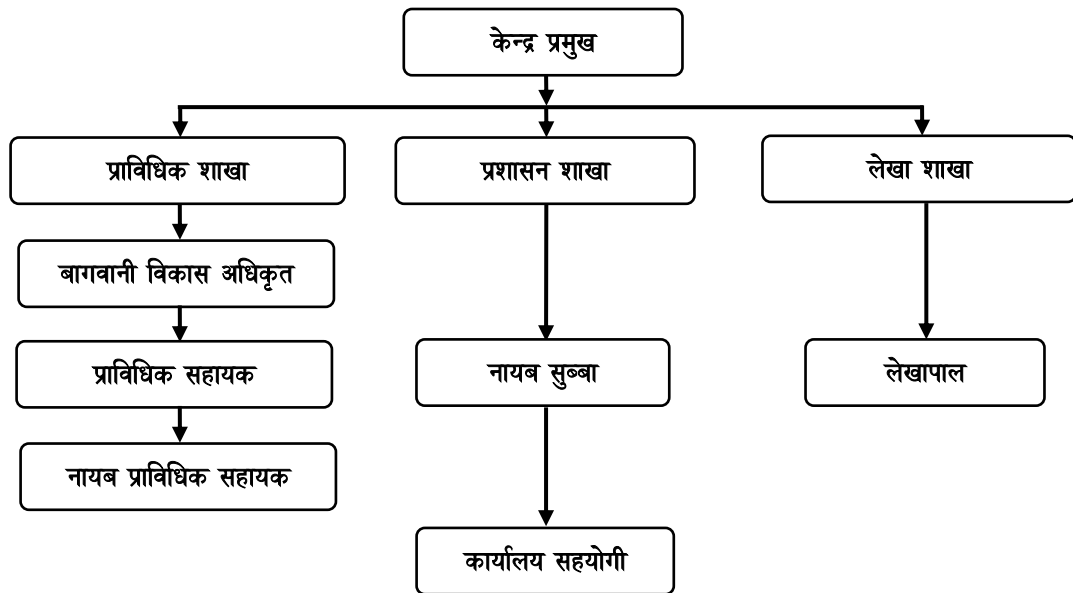 केन्द्र प्रमुख
प्राविधिक शाखा
प्रशासन शाखा
लेखा शाखा
बागवानी विकास अधिकृत
प्राविधिक सहायक
नायब सुब्बा
लेखापाल
नायब प्राविधिक सहायक
कार्यालय सहयोगी